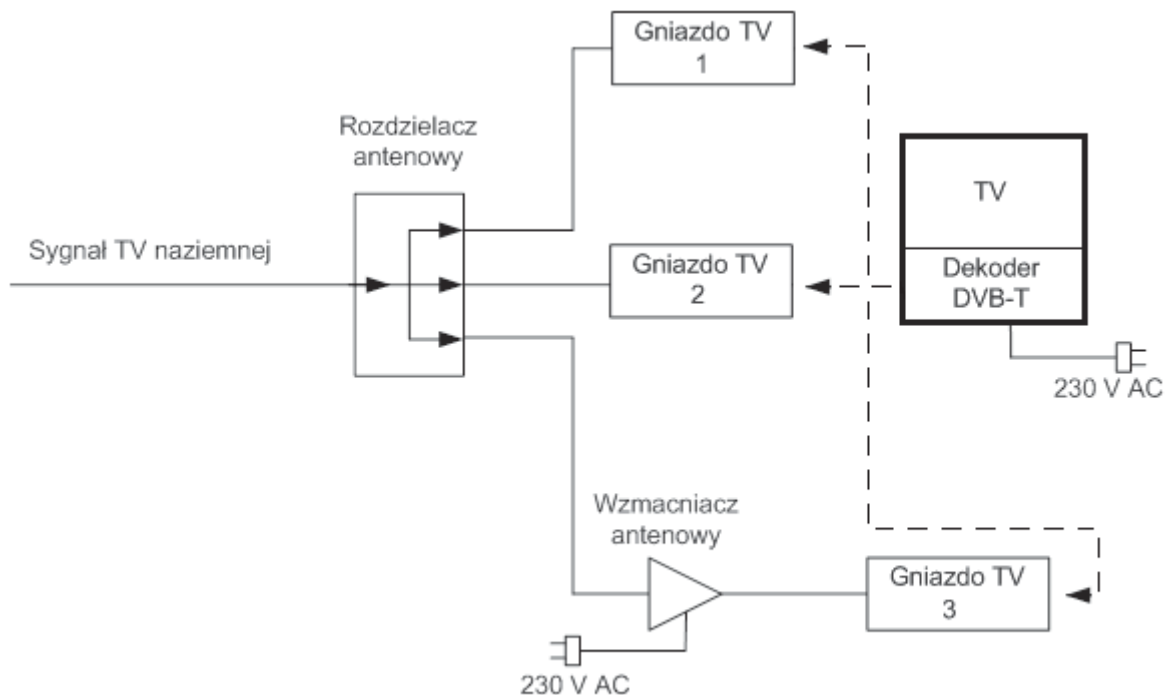 Gniazdo TV
1
Rozdzielacz
antenowy
Sygnał TV naziemnej
Gniazdo TV
2
TV
Dekoder
DVB-T
230 V AC
Wzmacniacz
antenowy
Gniazdo TV
3
230 V AC